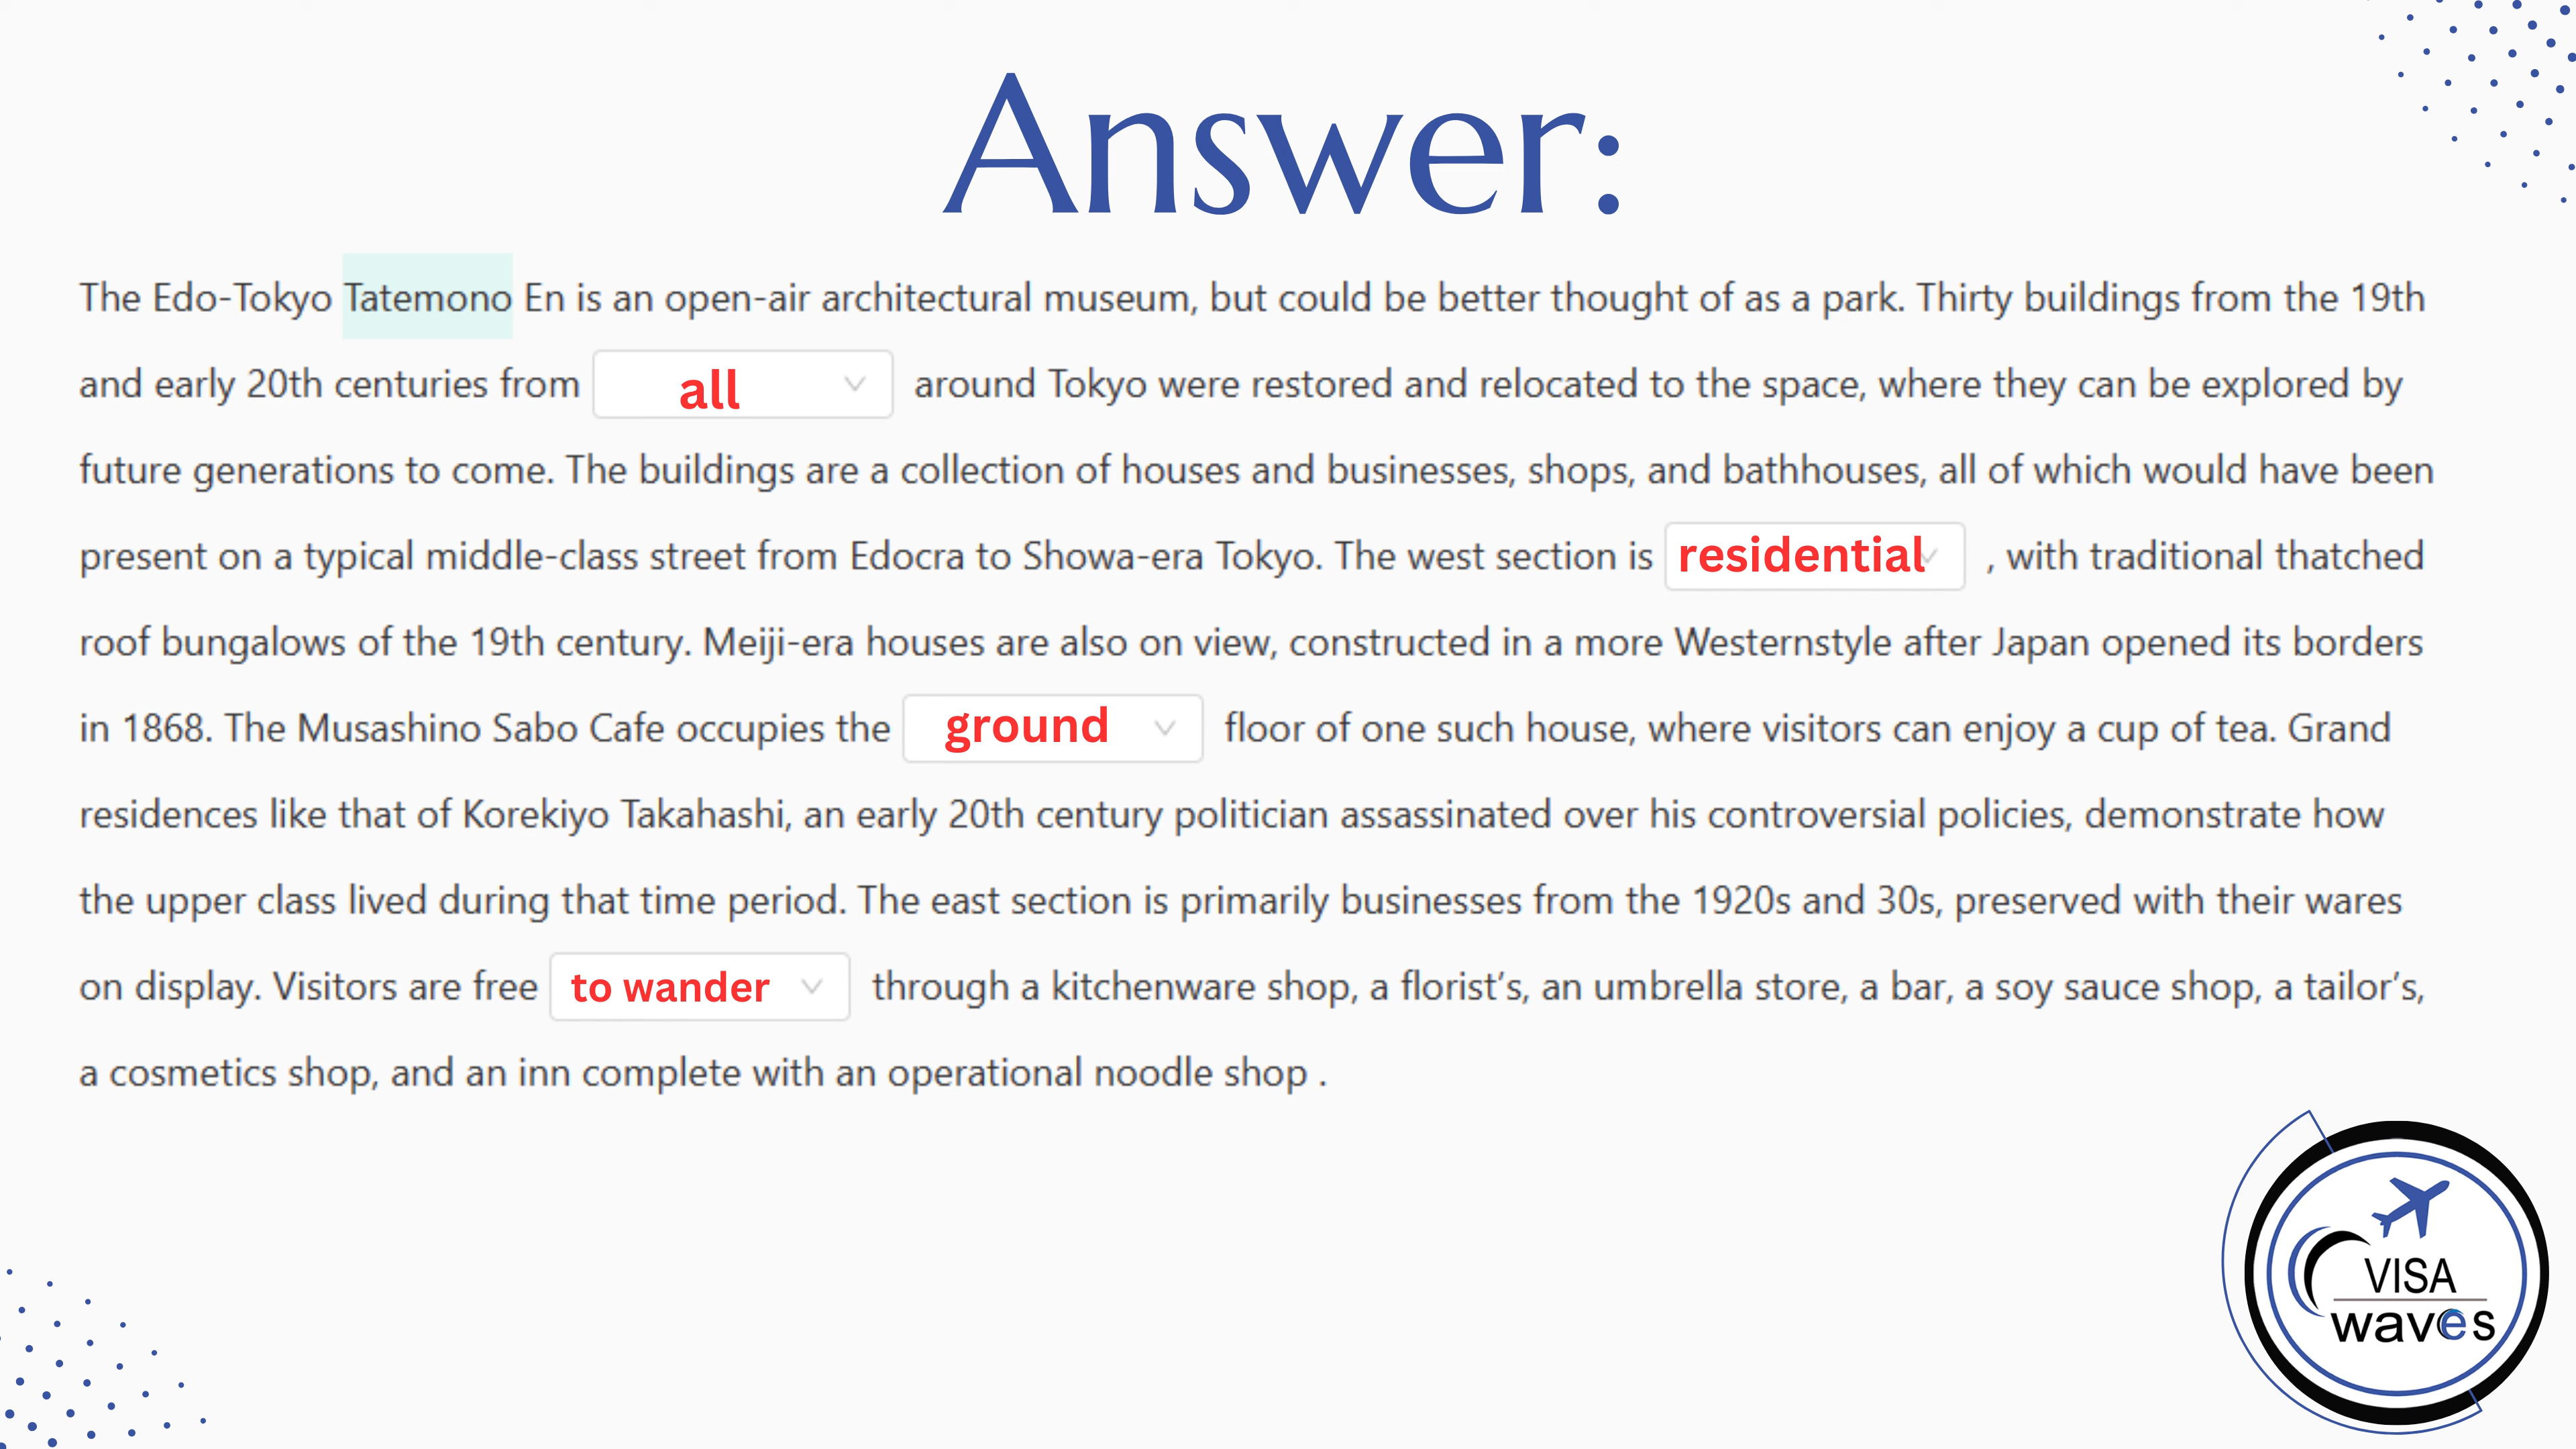 Answer:
The Edo-Tokyo Tatemono En is an open-air architectural museum, but could be better thought of as a park. Thirty buildings from the 19th
and early 20th centuries from all around Tokyo were restored and relocated to the space, where they can be explored by
future generations to come. The buildings are a collection of houses and businesses, shops, and bathhouses, all of which would have been
present on a typical middle-class street from Edocra to Showa-era Tokyo. The west section is residential , with traditional thatched
roof bungalows of the 19th century. Meiji-era houses are also on view, constructed in a more Westernstyle after Japan opened its borders
in 1868. The Musashino Sabo Cafe occupies the ground floor of one such house, where visitors can enjoy a cup of tea. Grand
residences like that of Korekiyo Takahashi, an early 20th century politician assassinated over his controversial policies, demonstrate how
the upper class lived during that time period. The east section is primarily businesses from the 1920s and 30s, preserved with their wares
on display. Visitors are free to wander through a kitchenware shop, a florist’s, an umbrella store, a bar, a soy sauce shop, a tailor’s,
a cosmetics shop, and an inn complete with an operational noodle shop .
VISA
waves